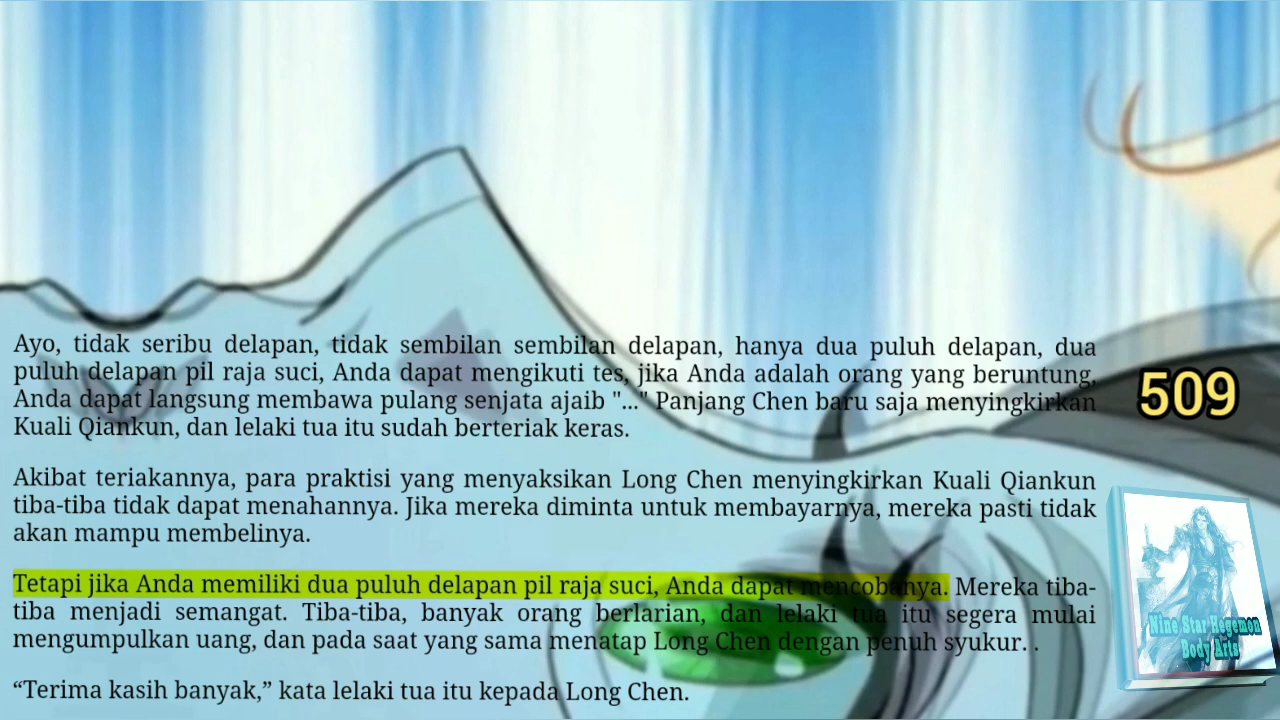 Ayo, tidak seribu delapan, tidak sembilan sembilan delapan, hanya dua puluh delapan, dua
puluh delapan pil raja suci, Anda dapat mengikuti tes, jika Anda adalah orang yang beruntung,
Anda dapat langsung membawa pulang senjata ajaib "..." Panjang Chen baru saja menyingkirkan
Kuali Qiankun, dan lelaki tua itu sudah berteriak keras.
Akibat teriakannya, para praktisi yang menyaksikan Long Chen menyingkirkan Kuali Qiankun
tiba-tiba tidak dapat menahannya. Jika mereka diminta untuk membayarnya, mereka pasti tidak
akan mampu membelinya.
Tetapi jika Anda memiliki dua puluh delapan pil raja suci, Anda dapat mencobanya. Mereka tiba-
tiba menjadi semangat. Tiba-tiba, banyak orang berlarian, dan lelaki tua itu segera mulai
mengumpulkan uang, dan pada saat yang sama menatap Long Chen dengan penuh syukur. .
“Terima kasih banyak,” kata lelaki tua itu kepada Long Chen.
509
Nine Star Hegemon
Body Arts